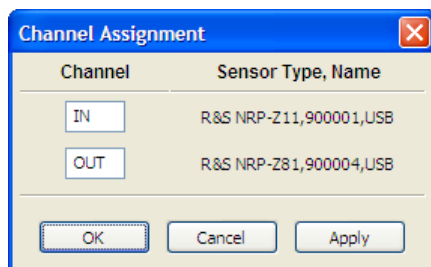 Channel Assignment
Channel Sensor Type, Name
IN R&S NRP-Z11,900001,USB
OUT R&S NRP-Z81,900004,USB
OK Cancel Apply